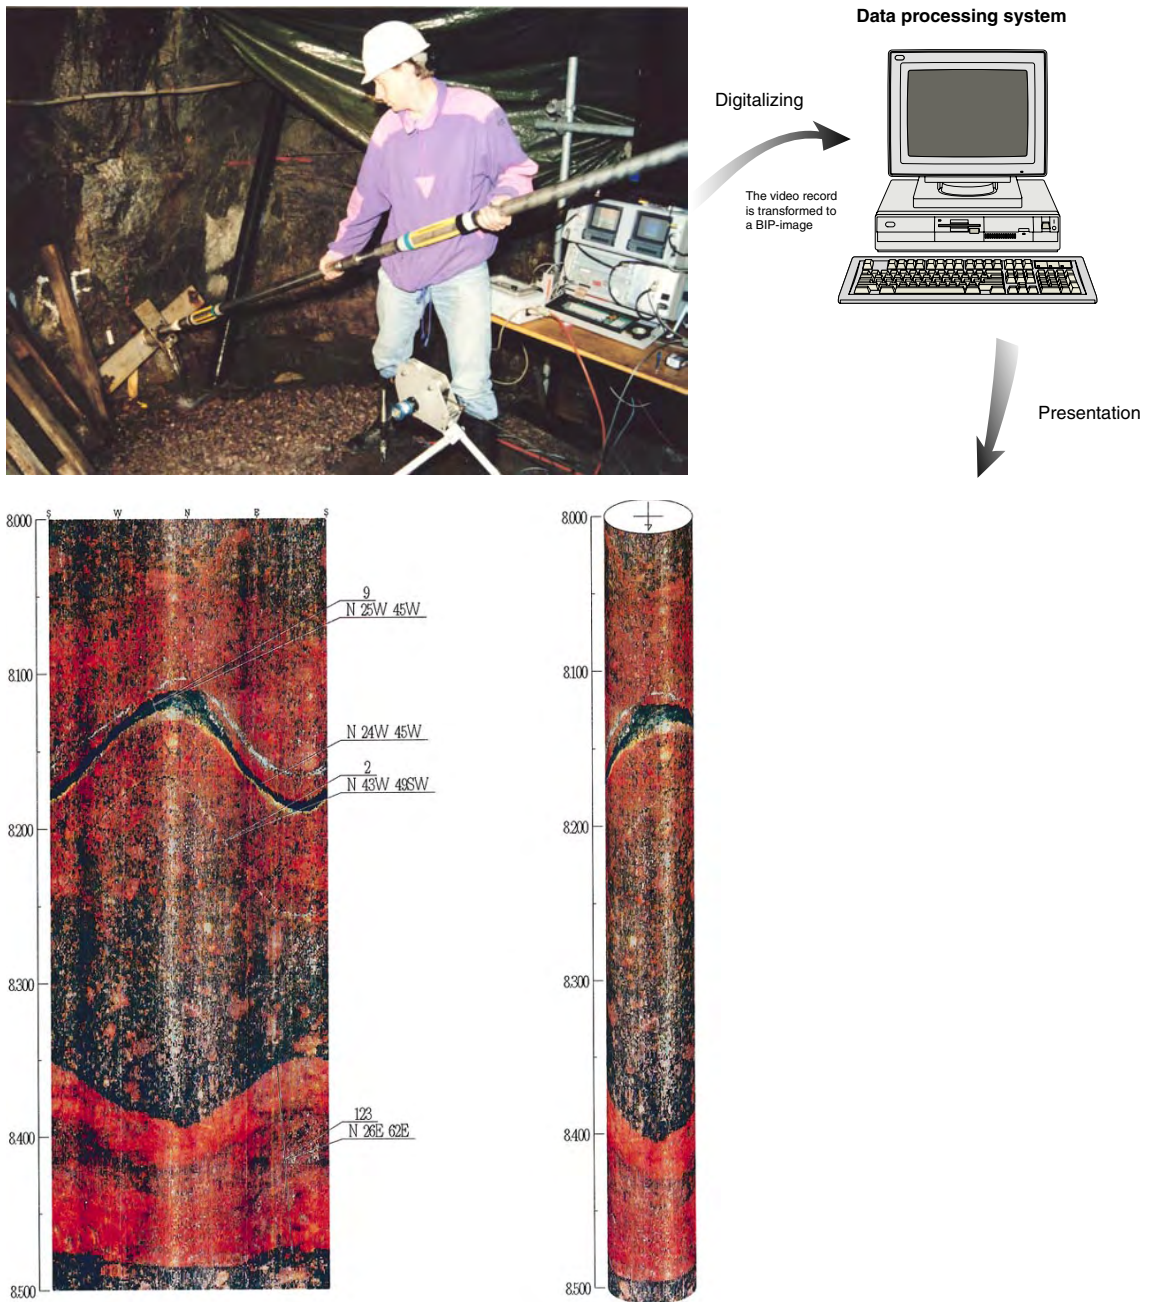 Data processing system
Digitalizing
The video record
is transformed to
a BIP-image
Presentation
S W N E S
8.000
9
N 25W 45W
8.100
N 24W 45W
2
N 43W 49SW
8.200
8.300
123
8.400
N 26E 62E
8.500
8.000
8.100
8.200
8.300
8.400
8.500